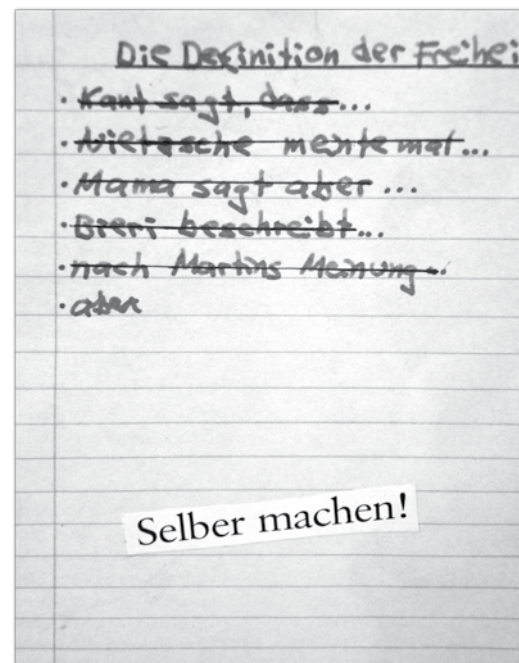 Die Definition der Freihei
· Kant sagt, dass...
· Nietzsche meinte mal...
· Mama sagt aber ...
· Bieri beschreibt...
· nach Martins Meinung...
· aber
Selber machen!